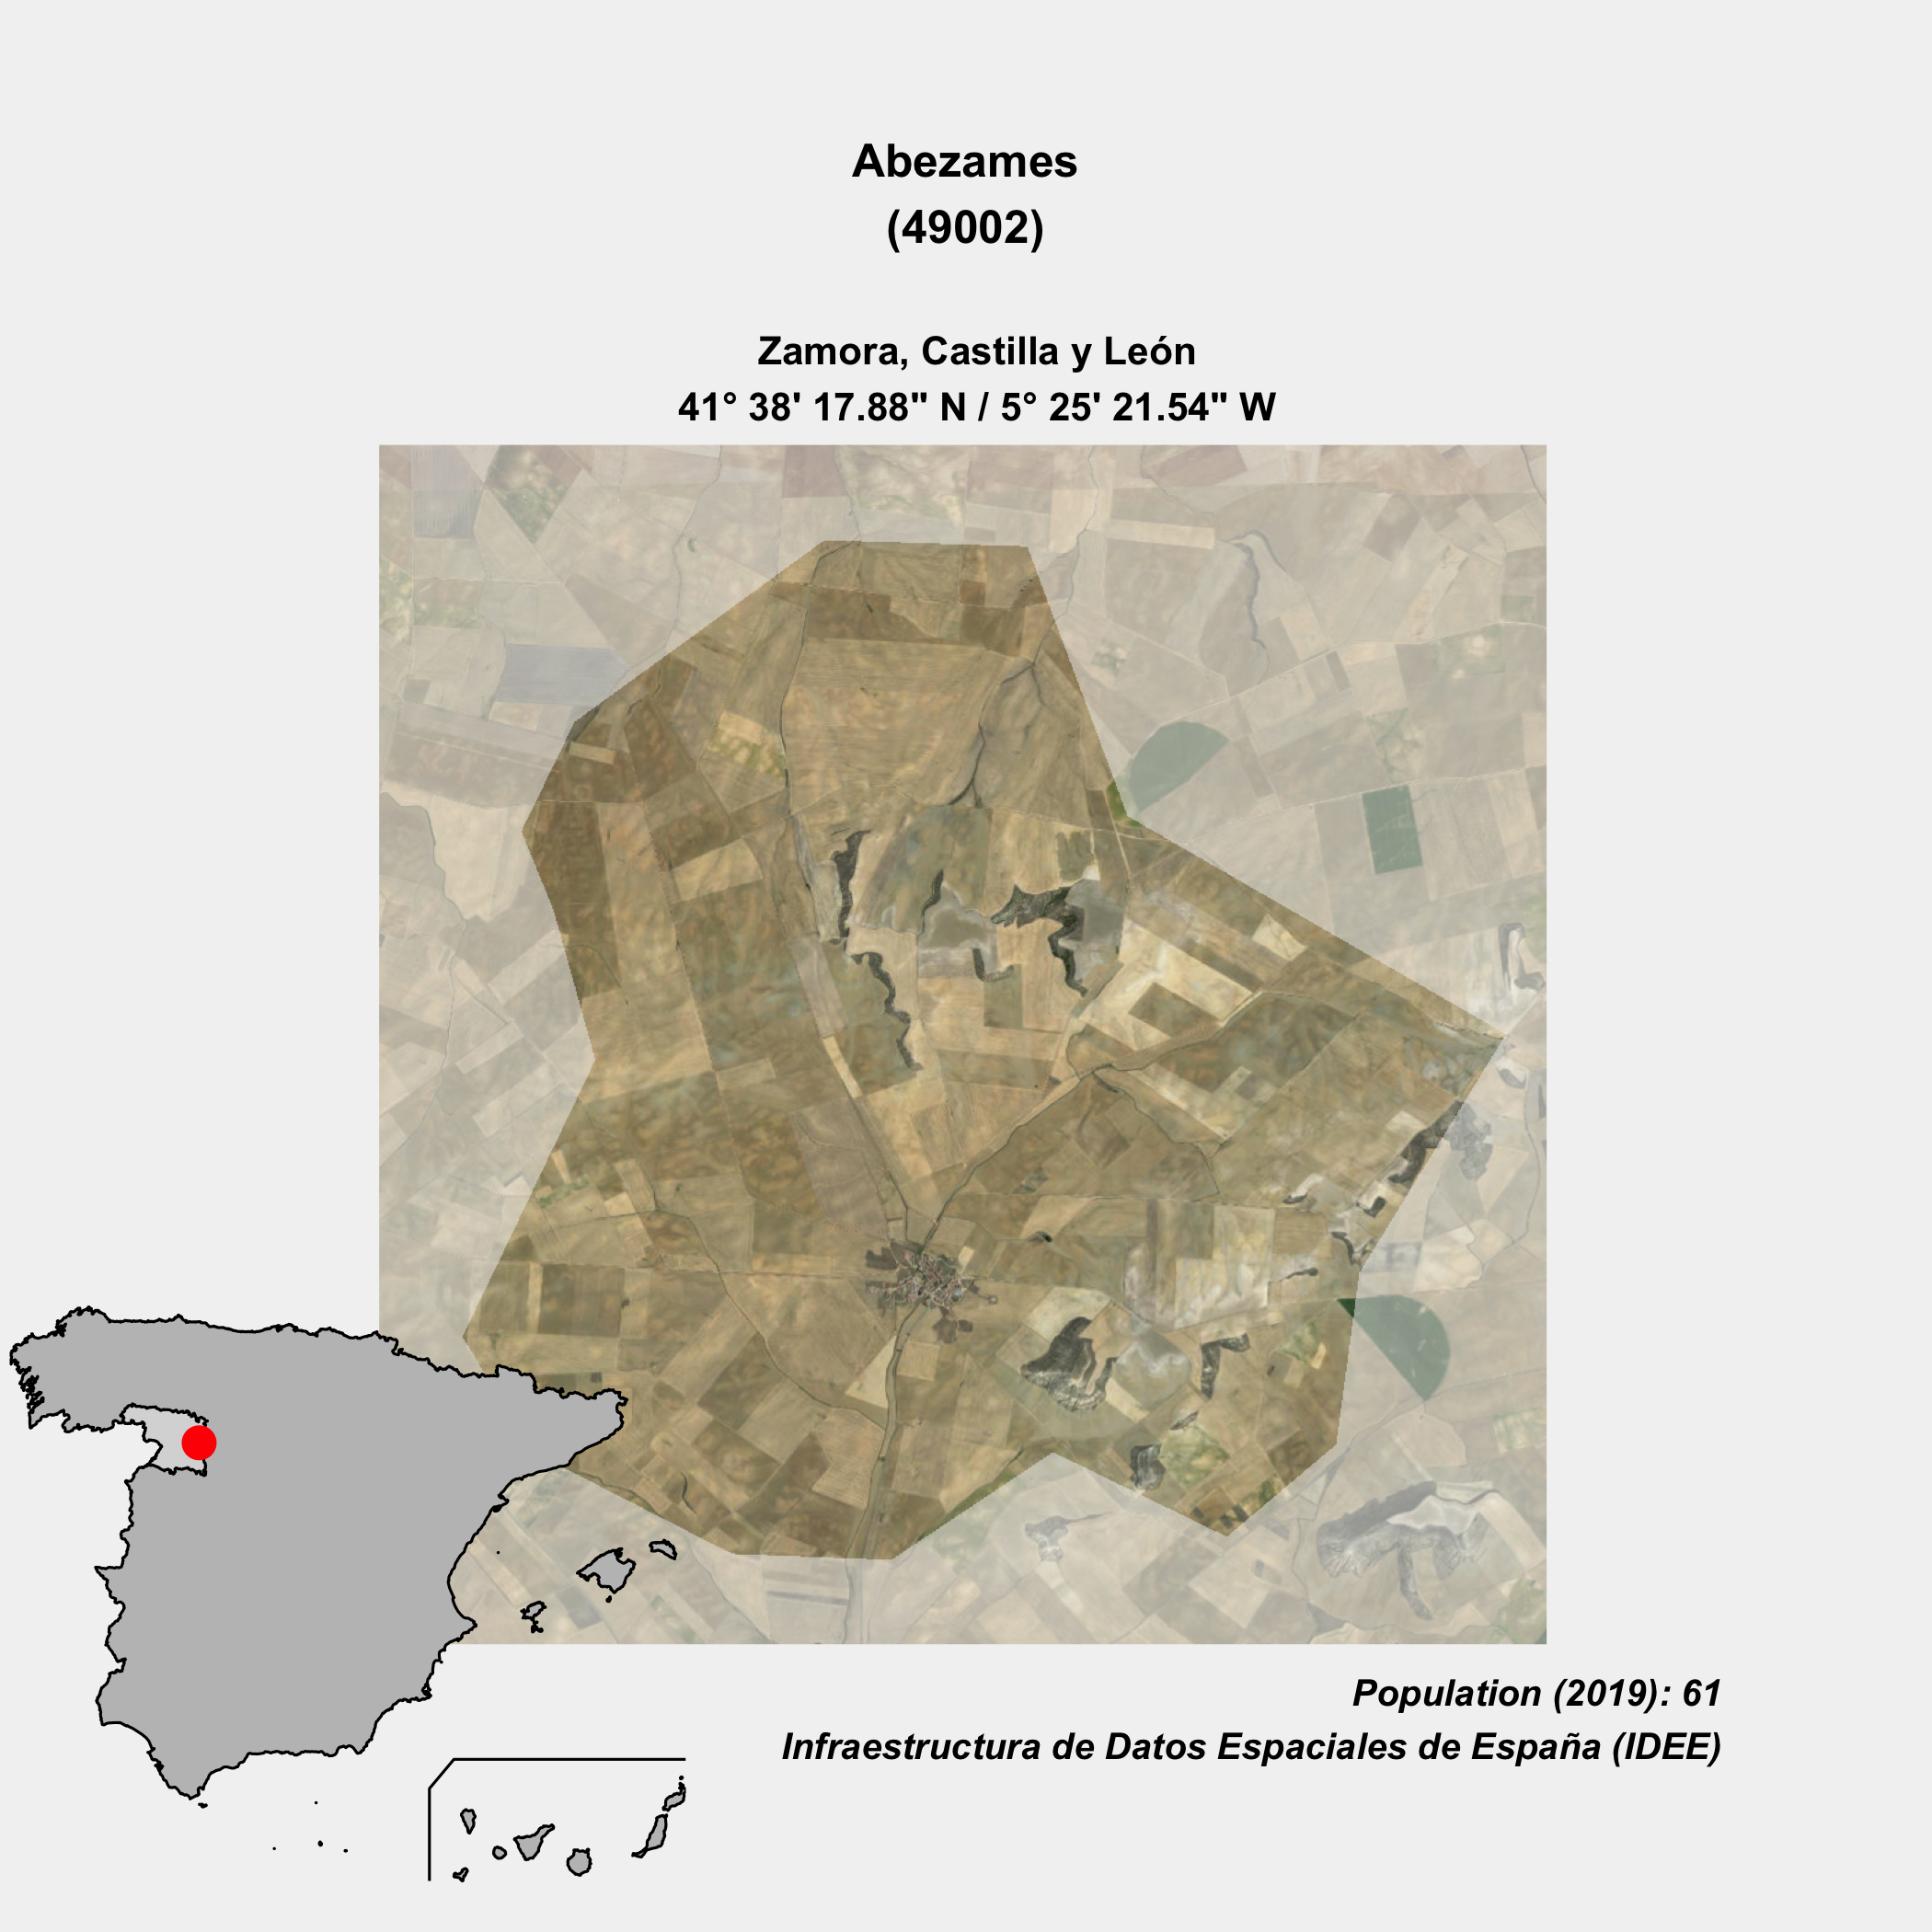 Abezames
(49002)
Zamora, Castilla y León
41° 38' 17.88" N / 5° 25' 21.54" W
Population (2019): 61
Infraestructura de Datos Espaciales de España (IDEE)